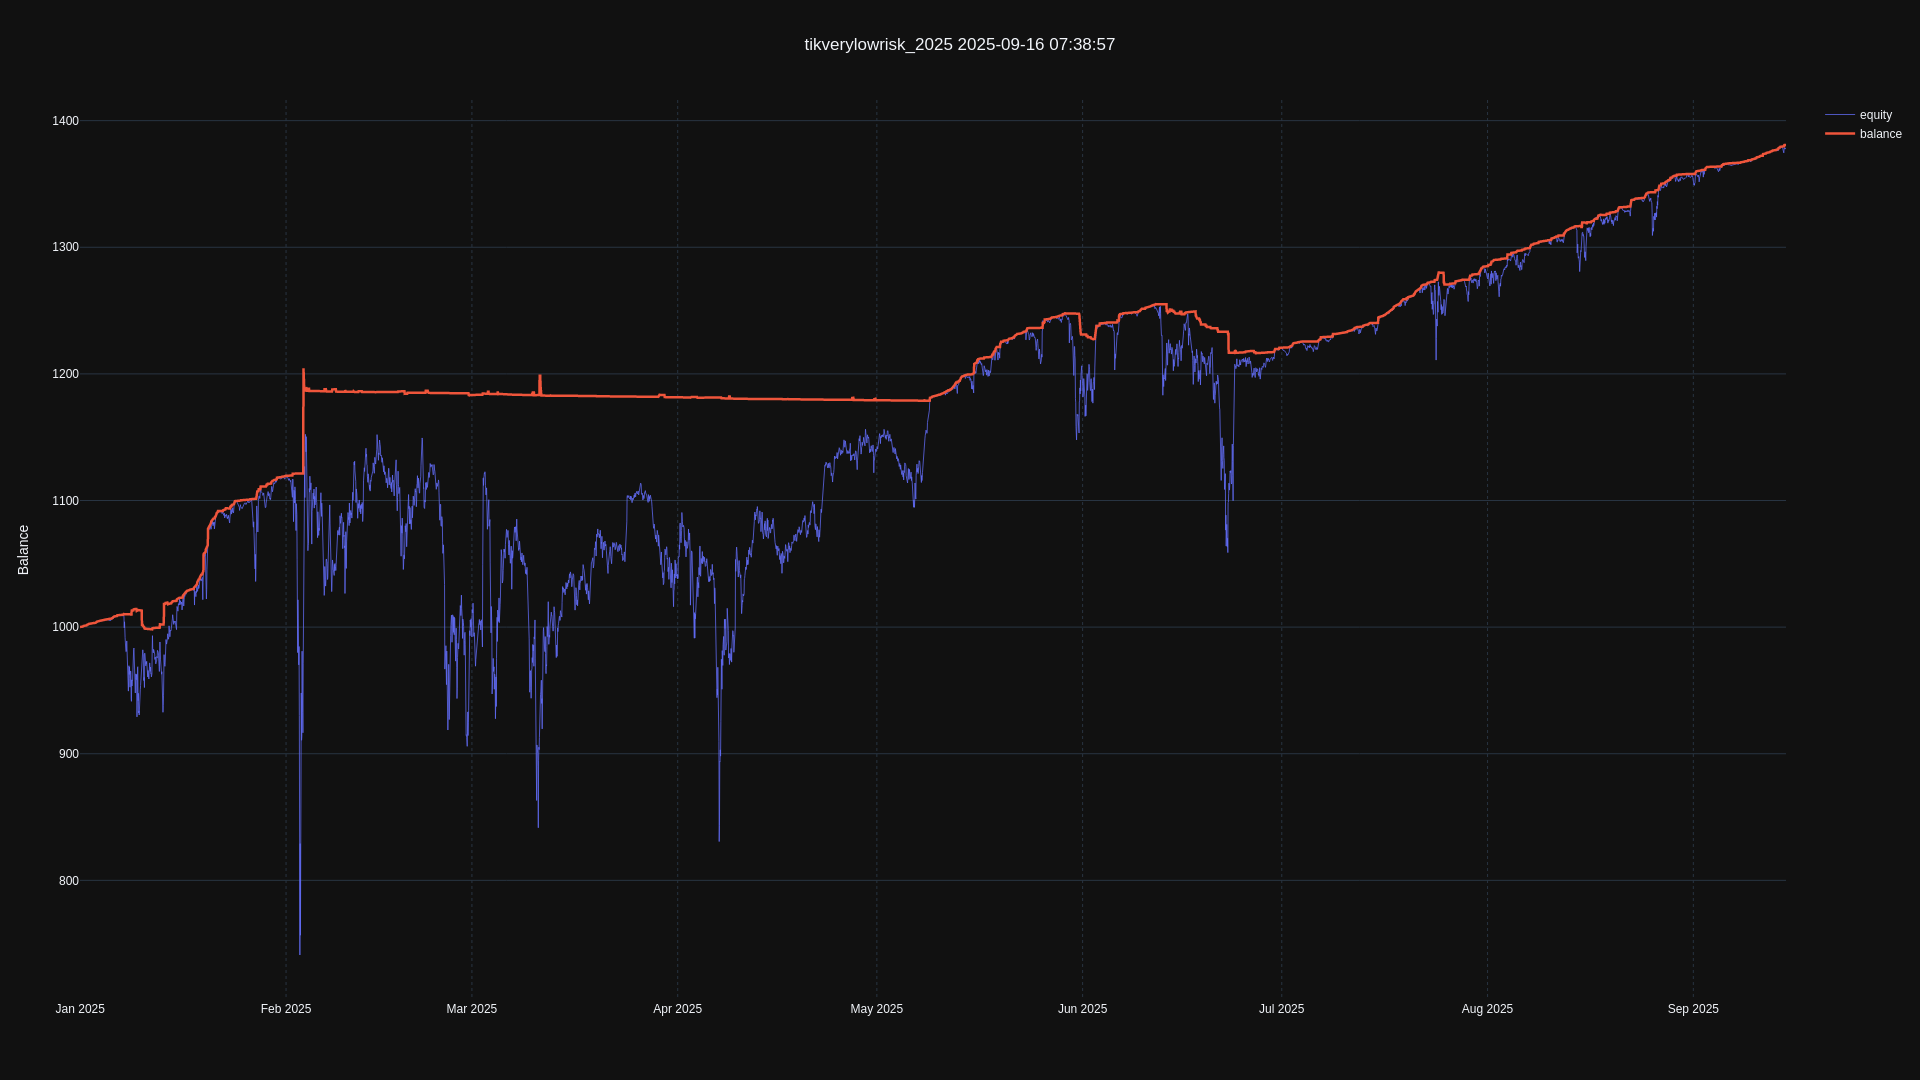 tikverylowrisk_2025 2025-09-16 07:38:57
equity
balance
1400
1300
1200
1100
1000
900
800
Balance
Jan 2025
Feb 2025
Mar 2025
Apr 2025
May 2025
Jun 2025
Jul 2025
Aug 2025
Sep 2025